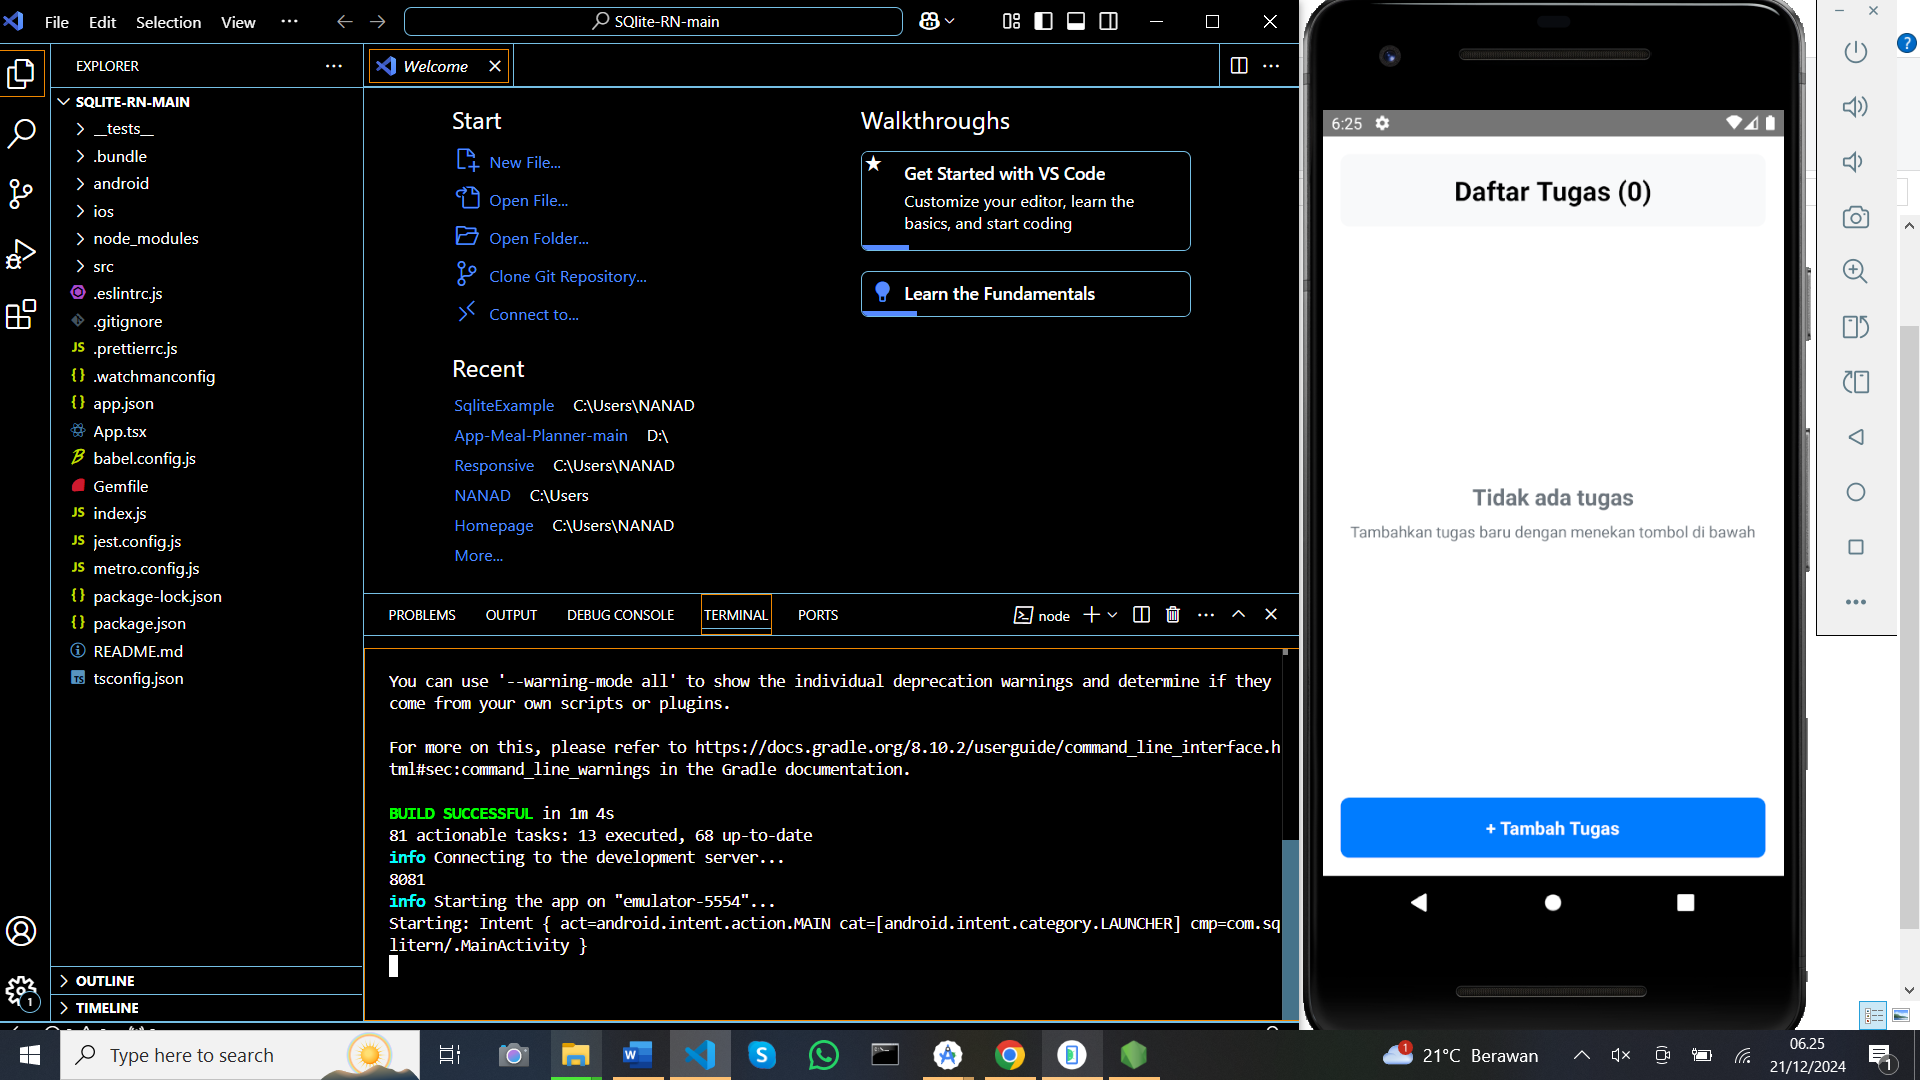 File Edit Selection View
SQlite-RN-main
EXPLORER
SQLITE-RN-MAIN
__tests__
.bundle
android
ios
node_modules
src
.eslintrc.js
.gitignore
JS .prettierrc.js
{} .watchmanconfig
{} app.json
App.tsx
babel.config.js
Gemfile
JS index.js
JS jest.config.js
JS metro.config.js
{} package-lock.json
{} package.json
README.md
TS tsconfig.json
OUTLINE
TIMELINE
1
Welcome
Start
New File...
Open File...
Open Folder...
Clone Git Repository...
Connect to...
Recent
SqliteExample C:\Users\NANAD
App-Meal-Planner-main D:\
Responsive C:\Users\NANAD
NANAD C:\Users
Homepage C:\Users\NANAD
More...
Walkthroughs
Get Started with VS Code
Customize your editor, learn the
basics, and start coding
Learn the Fundamentals
PROBLEMS OUTPUT DEBUG CONSOLE TERMINAL PORTS
node
You can use '--warning-mode all' to show the individual deprecation warnings and determine if they
come from your own scripts or plugins.
For more on this, please refer to https://docs.gradle.org/8.10.2/userguide/command_line_interface.h
tml#sec:command_line_warnings in the Gradle documentation.
BUILD SUCCESSFUL in 1m 4s
81 actionable tasks: 13 executed, 68 up-to-date
info Connecting to the development server...
8081
info Starting the app on "emulator-5554"...
Starting: Intent { act=android.intent.action.MAIN cat=[android.intent.category.LAUNCHER] cmp=com.sq
litern/.MainActivity }
6:25
Daftar Tugas (0)
Tidak ada tugas
Tambahkan tugas baru dengan menekan tombol di bawah
+ Tambah Tugas
?
Type here to search
1
21°C Berawan
06.25
21/12/2024
1